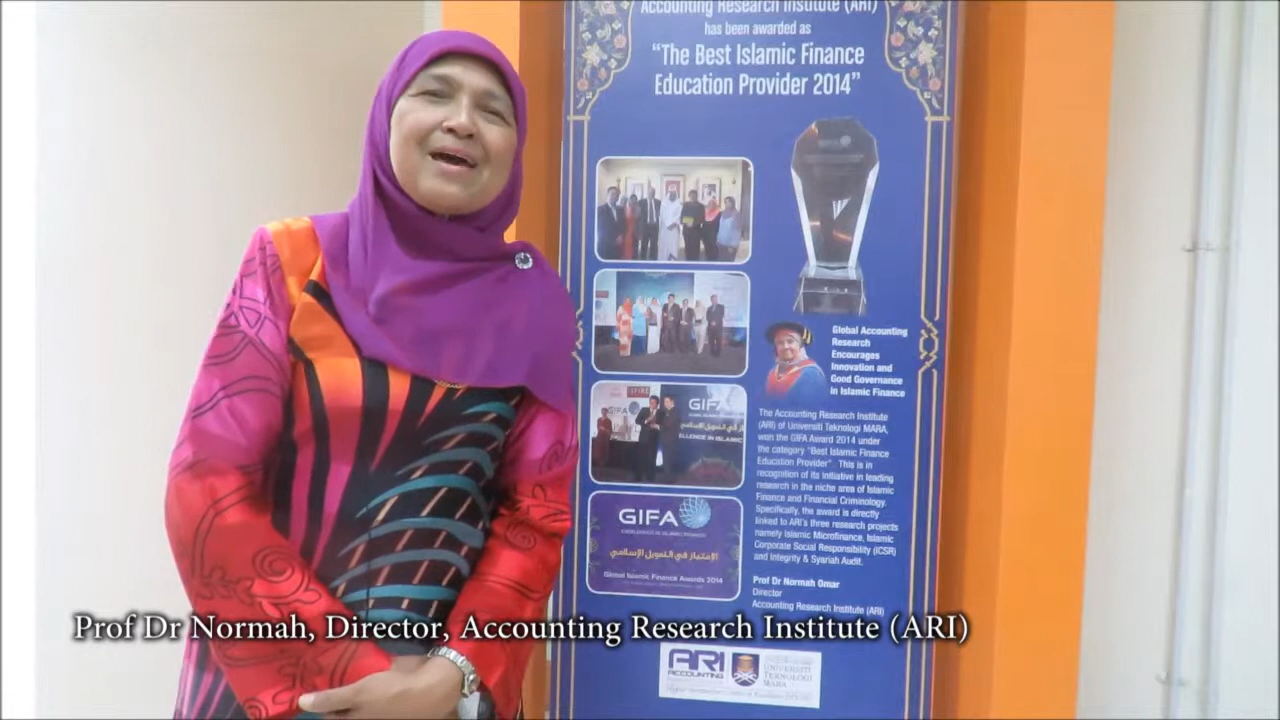 Accounting Research Institute (ARI)
has been awarded as
“The Best Islamic Finance
Education Provider 2014”
Global Accounting
Research
Encourages
Innovation and
Good Governance
in Islamic Finance
The Accounting Research Institute
(ARI) of Universiti Teknologi MARA,
won the GIFA Award 2014 under
the category "Best Islamic Finance
Education Provider". This is in
recognition of its initiative in leading
research in the niche area of Islamic
Finance and Financial Criminology.
Specifically, the award is directly
linked to ARI's three research projects
namely Islamic Microfinance, Islamic
Corporate Social Responsibility (ICSR)
and Integrity & Syariah Audit.
Prof Dr Normah Omar
Director
Accounting Research Institute (ARI)
GIFA
GIFA
ELLENCE IN ISLAMIC
GIFA
الامتياز في التمويل الإسلامي
Global Islamic Finance Awards 2014
Prof Dr Normah, Director, Accounting Research Institute (ARI)
ARI
ACCOUNTING
UNIVERSITI
TEKNOLOGI
MARA